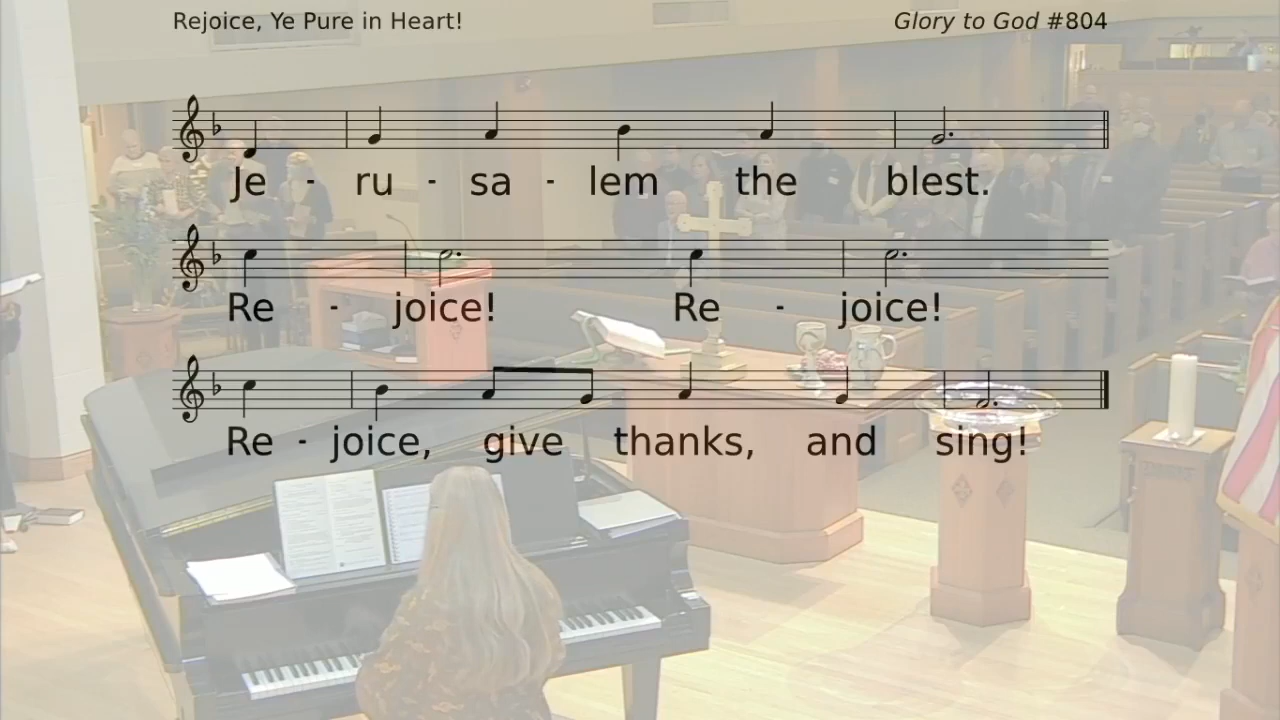 Rejoice, Ye Pure in Heart!
Glory to God #804
Je - ru - sa - lem the blest.
Re - joice! Re - joice!
Re - joice, give thanks, and sing!